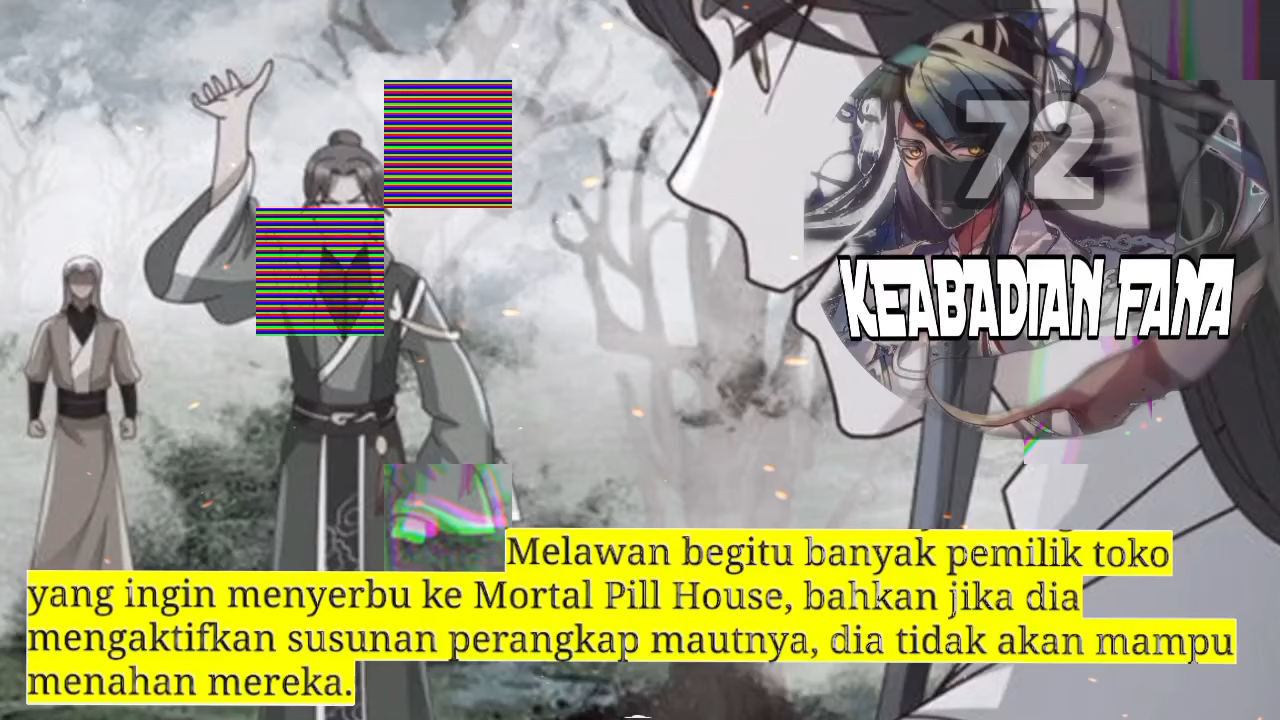 72
KEABADIAN FANA
Melawan begitu banyak pemilik toko
yang ingin menyerbu ke Mortal Pill House, bahkan jika dia
mengaktifkan susunan perangkap mautnya, dia tidak akan mampu
menahan mereka.